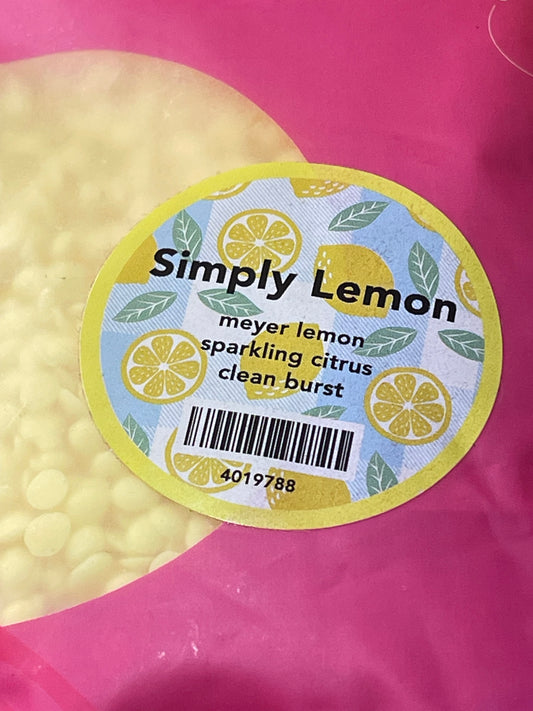 Simply Lemon
meyer lemon
sparkling citrus
clean burst
4019788